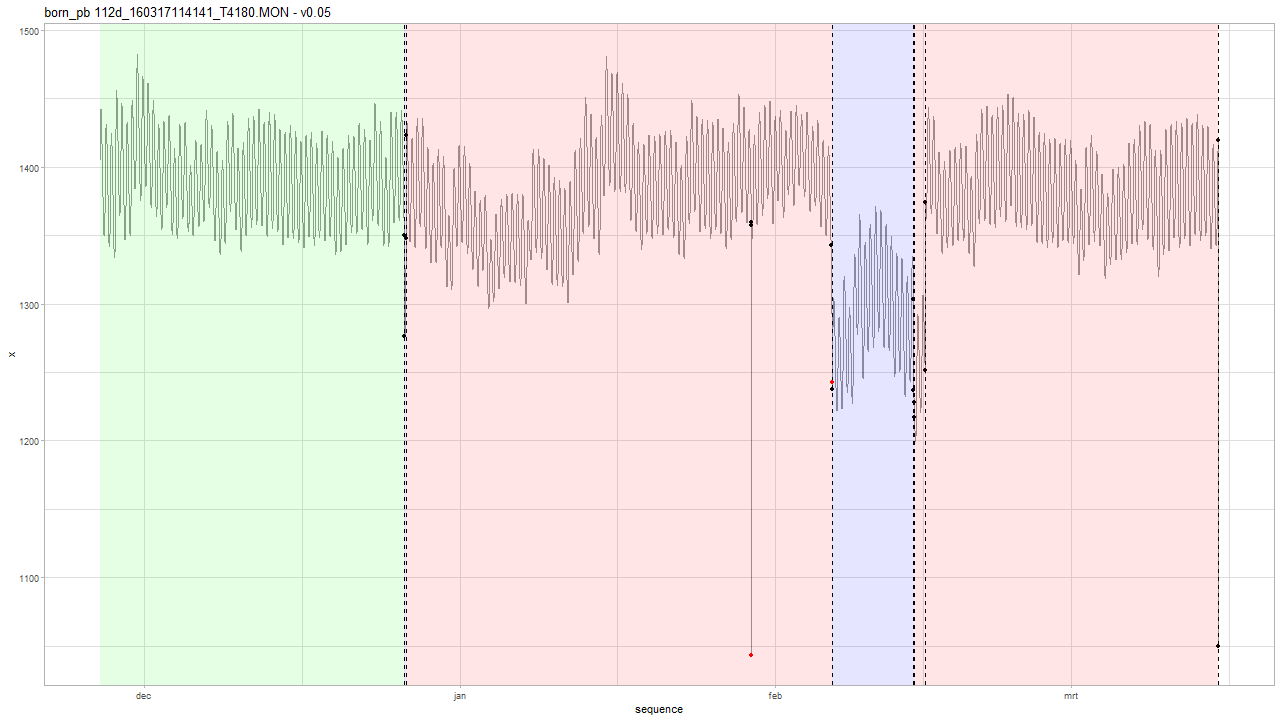 born_pb 112d_160317114141_T4180.MON - v0.05
1500
1400
1300
1200
1100
x
dec
jan
feb
mrt
sequence